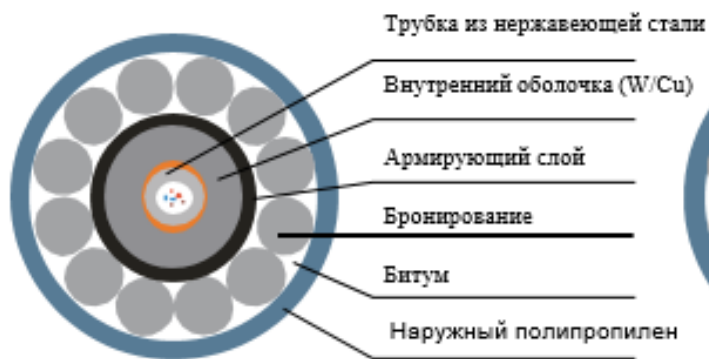 Трубка из нержавеющей стали
Внутренний оболочка (W/Cu)
Армирующий слой
Бронирование
Битум
Наружный полипропилен